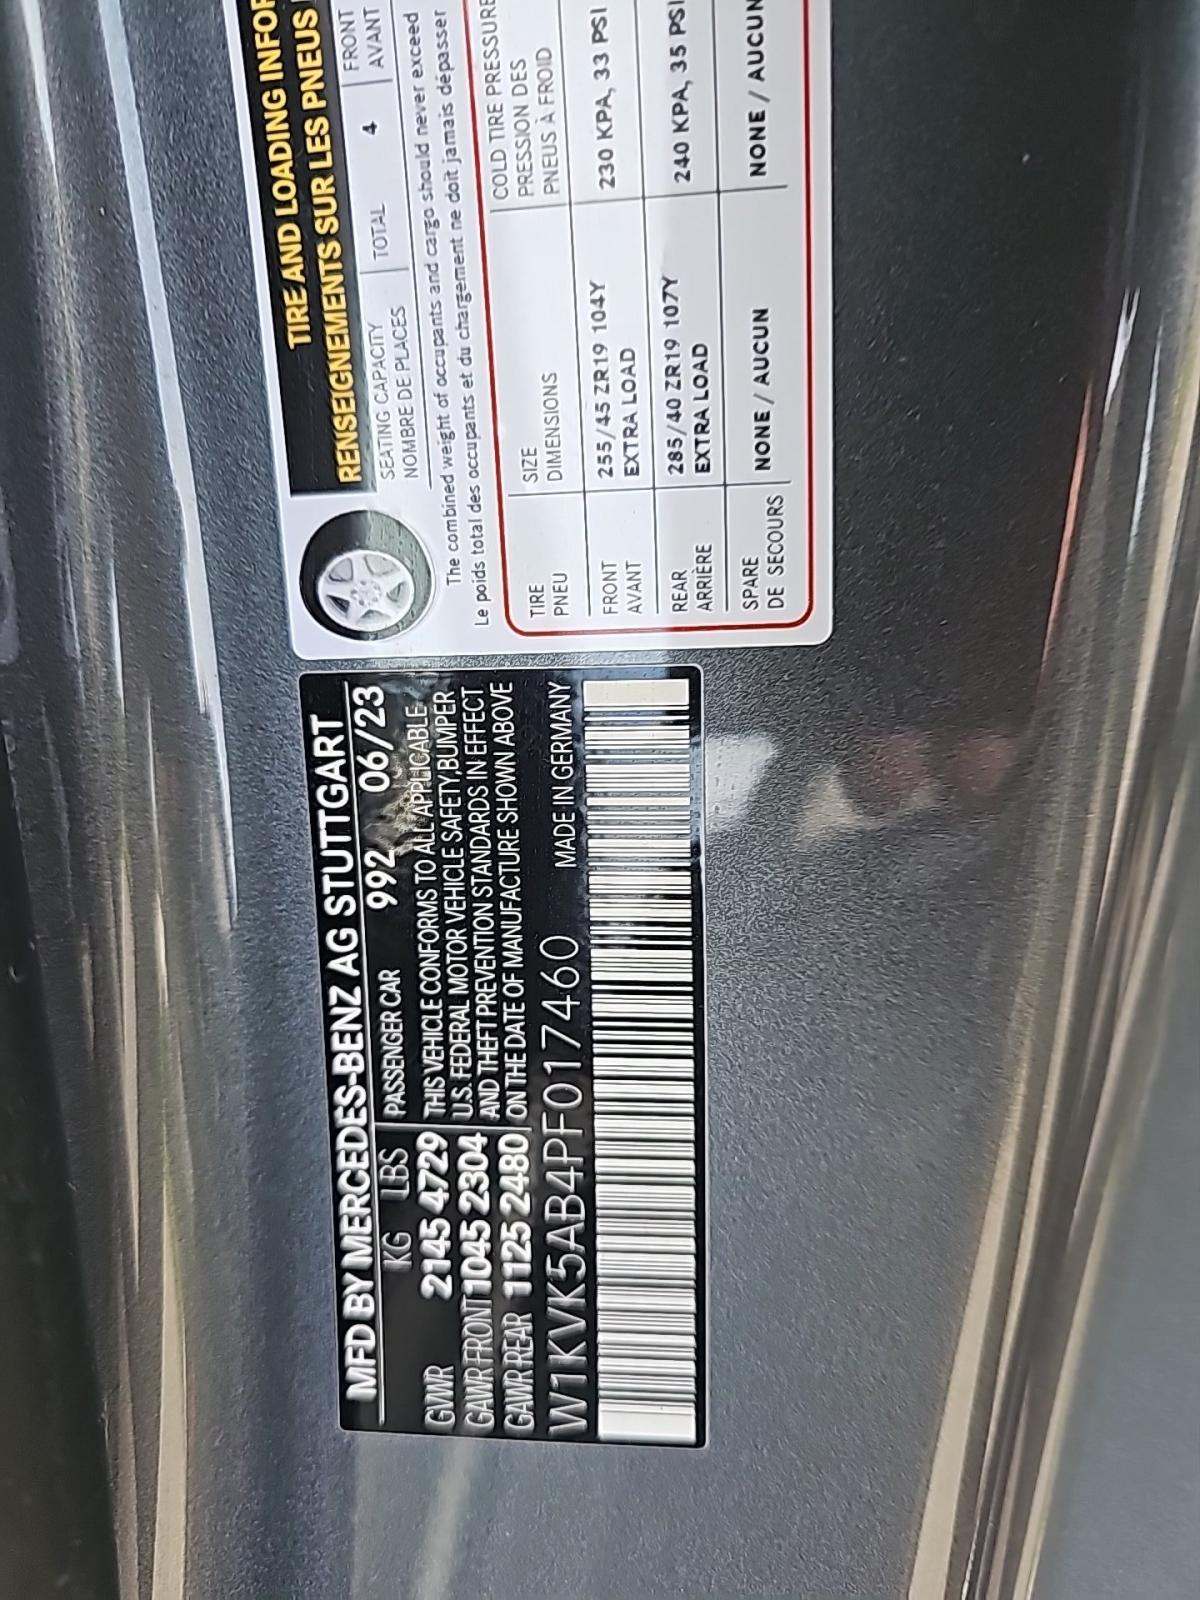 MFD BY MERCEDES-BENZ AG STUTTGART
KG LBS PASSENGER CAR 992 06/23
GVWR 2145 4729 THIS VEHICLE CONFORMS TO ALL APPLICABLE
GAWR FRONT 1045 2304 U.S. FEDERAL MOTOR VEHICLE SAFETY, BUMPER
GAWR REAR 1125 2480 AND THEFT PREVENTION STANDARDS IN EFFECT
ON THE DATE OF MANUFACTURE SHOWN ABOVE
W1KVK5AB4PF017460 MADE IN GERMANY
TIRE AND LOADING
RENSEIGNEMENTS SUR LES PNEUS
SEATING CAPACITY TOTAL 4 FRONT
NOMBRE DE PLACES AVANT
The combined weight of occupants and cargo should never exceed
Le poids total des occupants et du chargement ne doit jamais dépasser
TIRE SIZE COLD TIRE PRESSURE
PNEU DIMENSIONS PRESSION DES
PNEUS À FROID
FRONT 255/45 ZR19 104Y 230 KPA, 33 PSI
AVANT EXTRA LOAD
REAR 285/40 ZR19 107Y 240 KPA, 35 PSI
ARRIÈRE EXTRA LOAD
SPARE NONE / AUCUN NONE / AUCUN
DE SECOURS